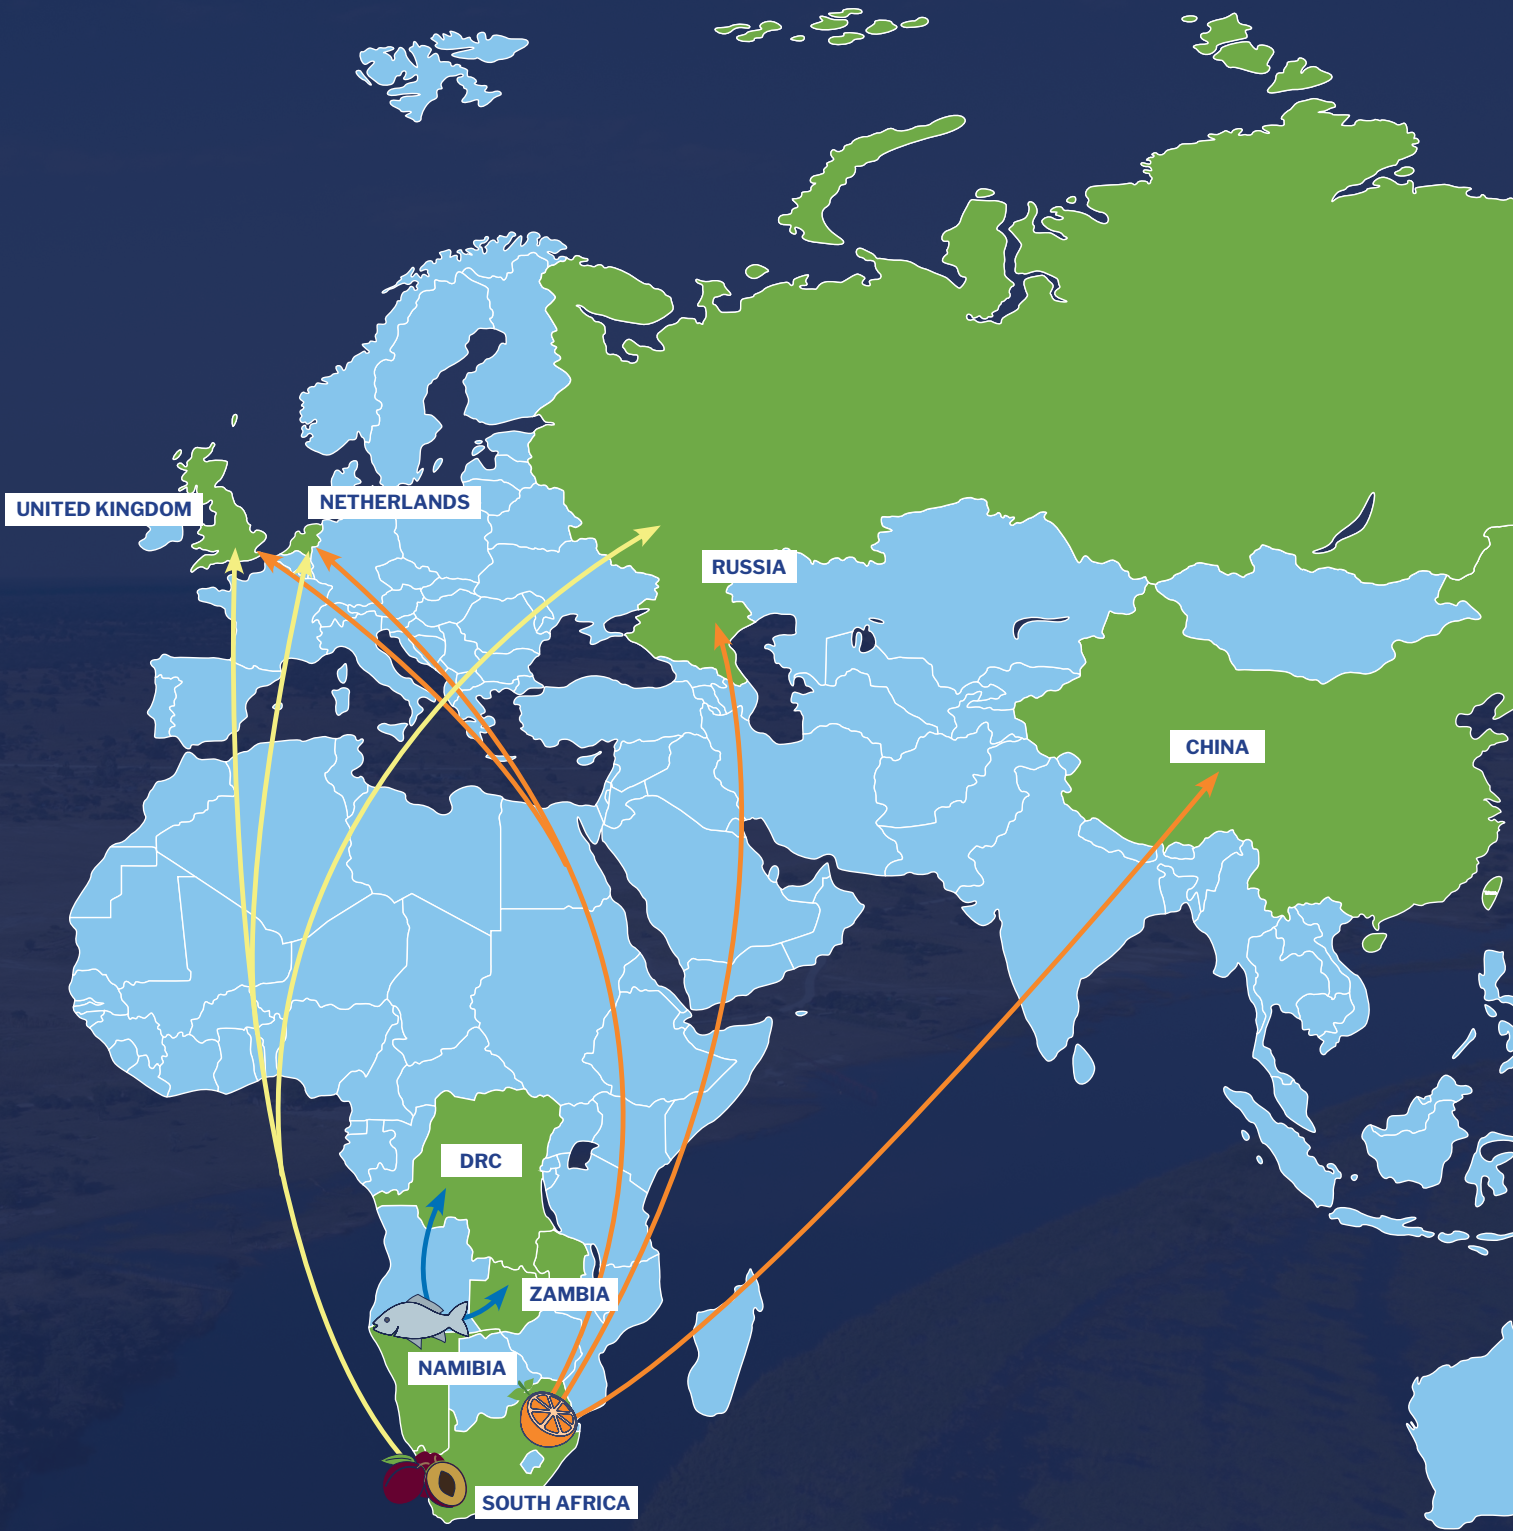 UNITED KINGDOM
NETHERLANDS
RUSSIA
CHINA
DRC
ZAMBIA
NAMIBIA
SOUTH AFRICA